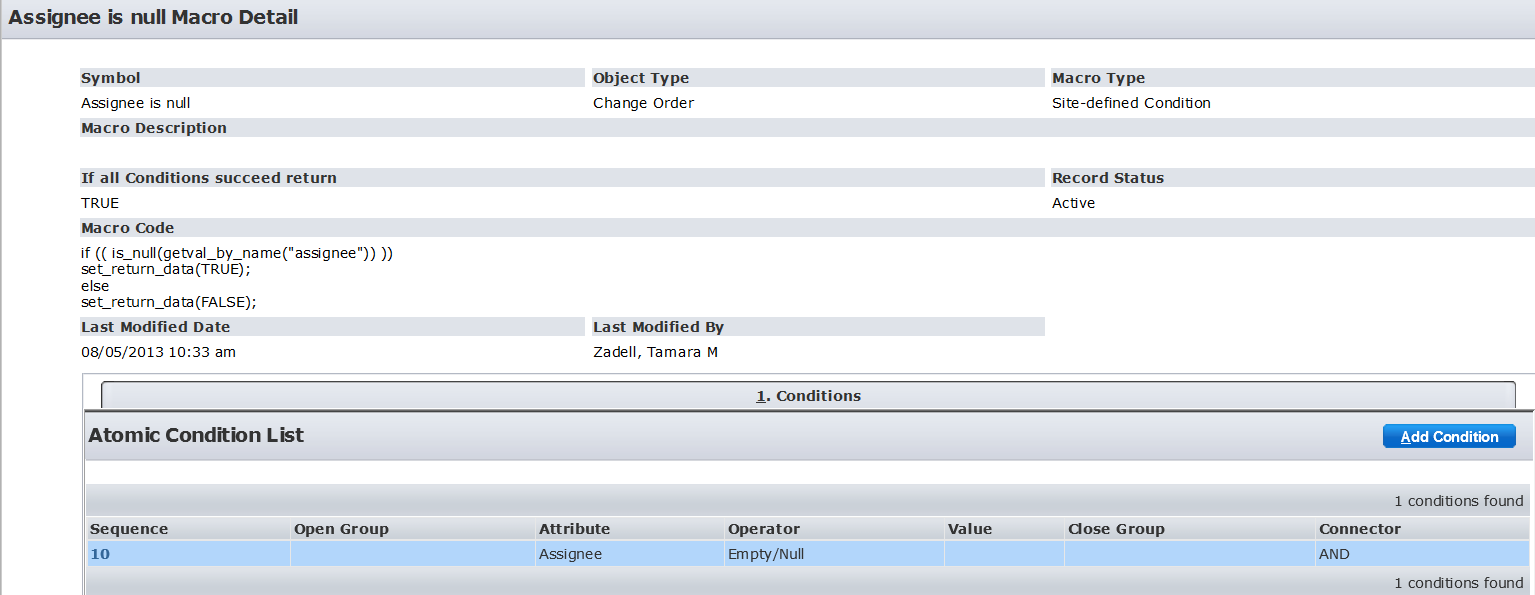 Assignee is null Macro Detail
Symbol Object Type Macro Type
Assignee is null Change Order Site-defined Condition
Macro Description
If all Conditions succeed return Record Status
TRUE Active
Macro Code
if (( is_null(getval_by_name("assignee")) ))
set_return_data(TRUE);
else
set_return_data(FALSE);
Last Modified Date Last Modified By
08/05/2013 10:33 am Zadell, Tamara M
1. Conditions
Atomic Condition List Add Condition
1 conditions found
Sequence Open Group Attribute Operator Value Close Group Connector
10 Assignee Empty/Null AND
1 conditions found